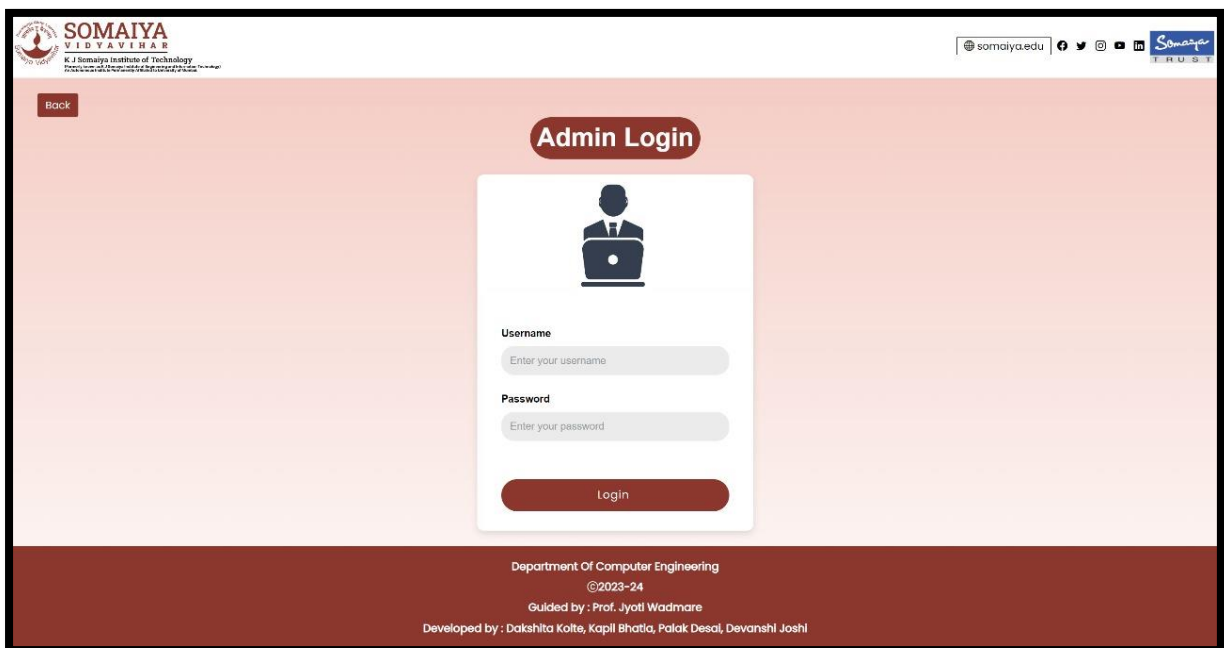 SOMAIYA
VIDYAVIHAR
K J Somaiya Institute of Technology
somaiya.edu
Somaiya
TRUST
Back
Admin Login
Username
Enter your username
Password
Enter your password
Login
Department Of Computer Engineering
©2023-24
Guided by : Prof. Jyoti Wadmare
Developed by : Dakshita Kolte, Kapil Bhatia, Palak Desai, Devanshi Joshi